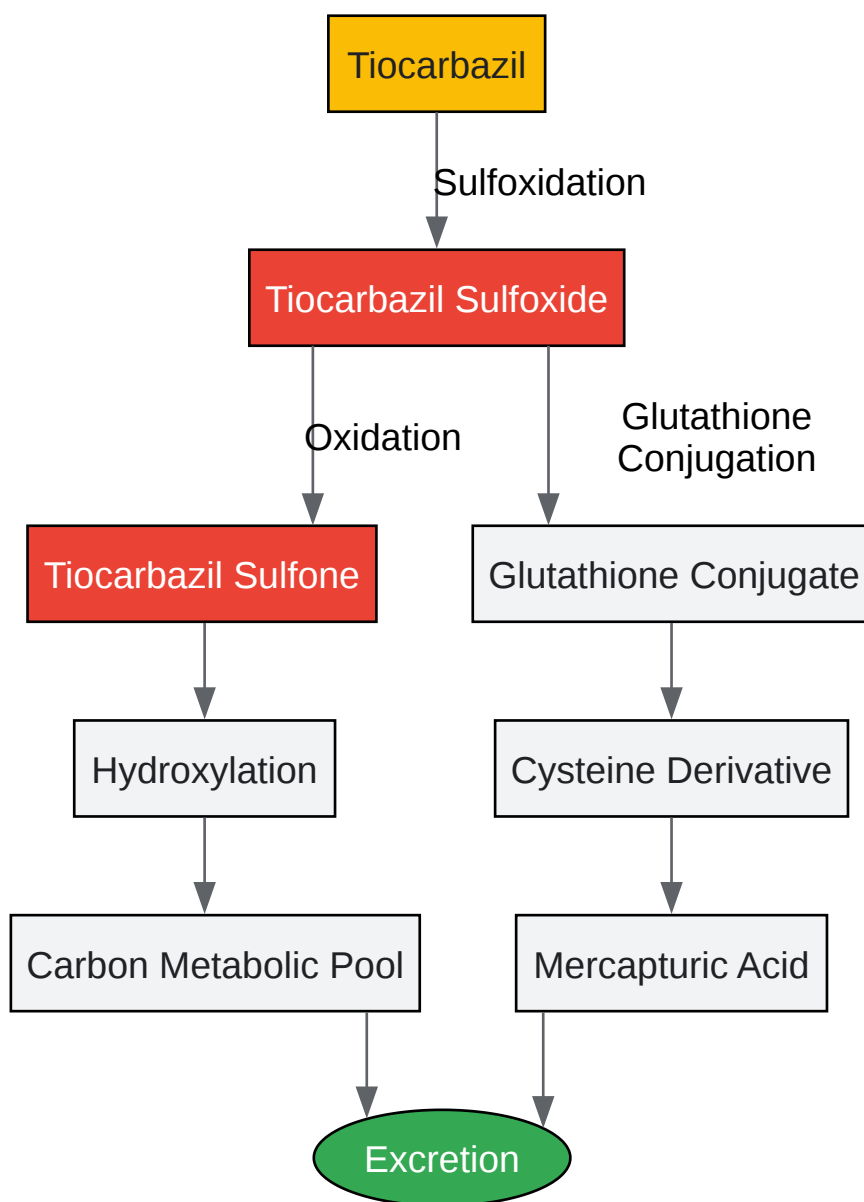 Tiocarbazil
Sulfoxidation
Tiocarbazil Sulfoxide
Oxidation
Glutathione
Conjugation
Tiocarbazil Sulfone
Glutathione Conjugate
Hydroxylation
Cysteine Derivative
Carbon Metabolic Pool
Mercapturic Acid
Excretion